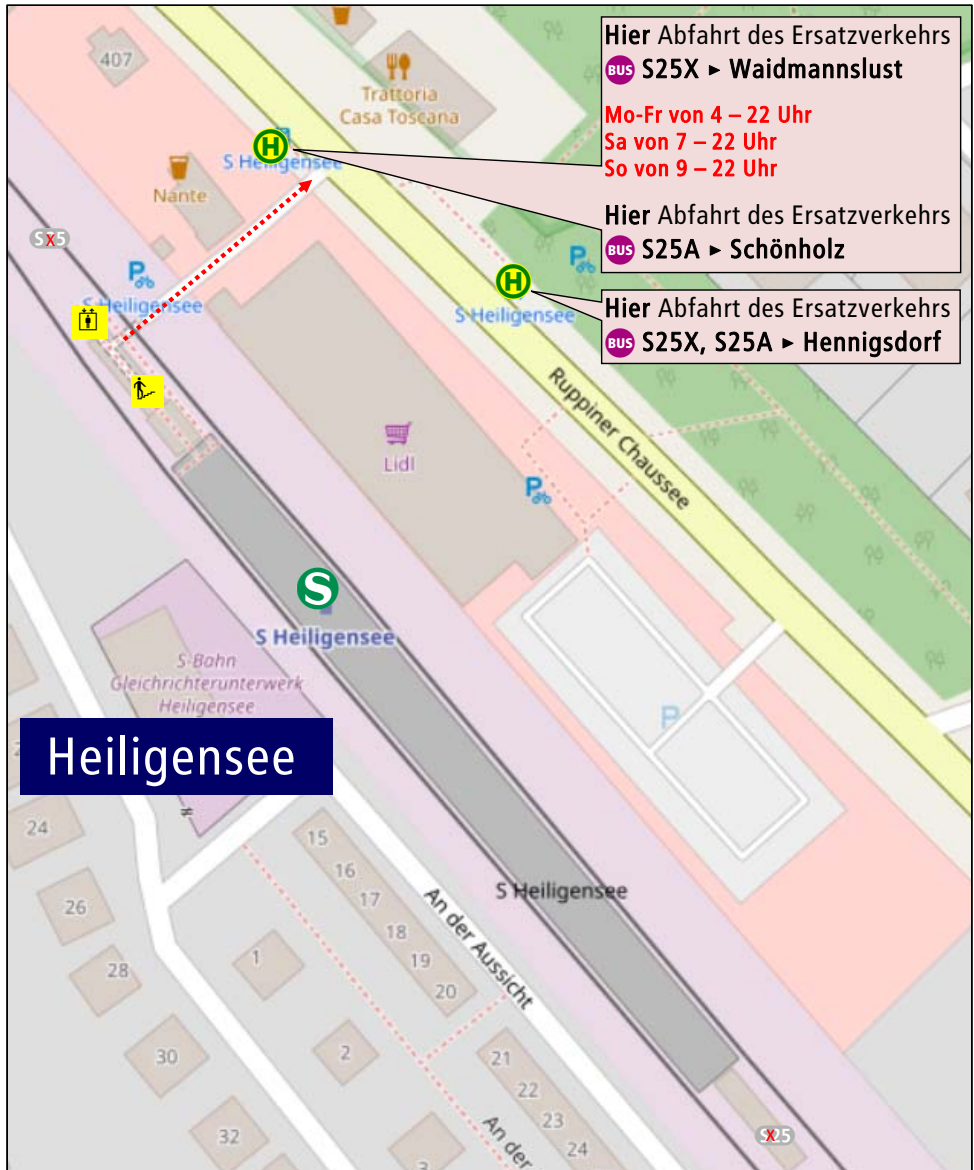 Hier Abfahrt des Ersatzverkehrs
BUS S25X ► Waidmannslust
Mo-Fr von 4 – 22 Uhr
Sa von 7 – 22 Uhr
So von 9 – 22 Uhr
Hier Abfahrt des Ersatzverkehrs
BUS S25A ► Schönholz
Hier Abfahrt des Ersatzverkehrs
BUS S25X, S25A ► Hennigsdorf
407
Trattoria
Casa Toscana
H
S Heiligensee
Nante
P
S Heiligensee
P
H
S Heiligensee
Ruppiner Chaussee
Lidl
P
S
S Heiligensee
S-Bahn
Gleichrichterunterwerk
Heiligensee
P
Heiligensee
24
15
16
17
18
19
20
26
28
1
An der Aussicht
S Heiligensee
30
2
21
22
23
24
32
3
An der